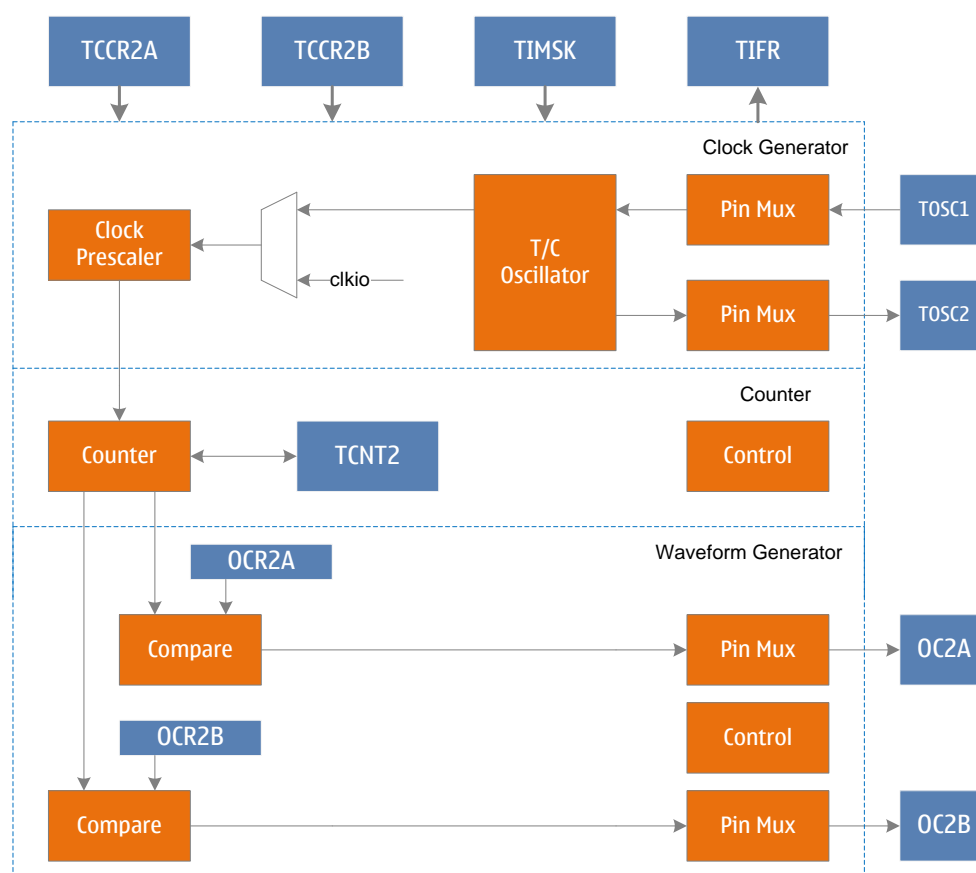 TCCR2A
TCCR2B
TIMSK
TIFR
Clock Generator
Clock
Prescaler
clkio
T/C
Oscillator
Pin Mux
TOSC1
Pin Mux
TOSC2
Counter
Counter
TCNT2
Control
Waveform Generator
OCR2A
Compare
Pin Mux
OC2A
OCR2B
Control
Compare
Pin Mux
OC2B